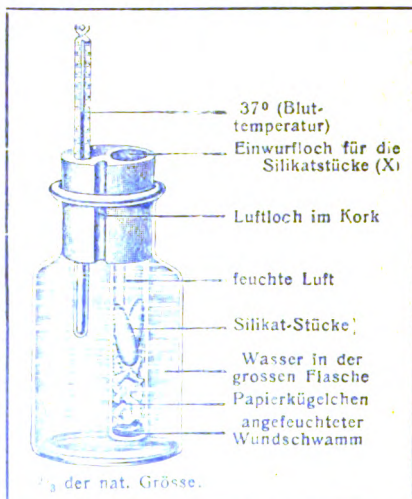 37° (Blut-
temperatur)
Einwurfloch für die
Silikatstücke (X)
Luftloch im Kork
feuchte Luft
Silikat-Stücke)
Wasser in der
grossen Flasche
Papierkügelchen
angefeuchteter
Wundschwamm
der nat. Grösse.